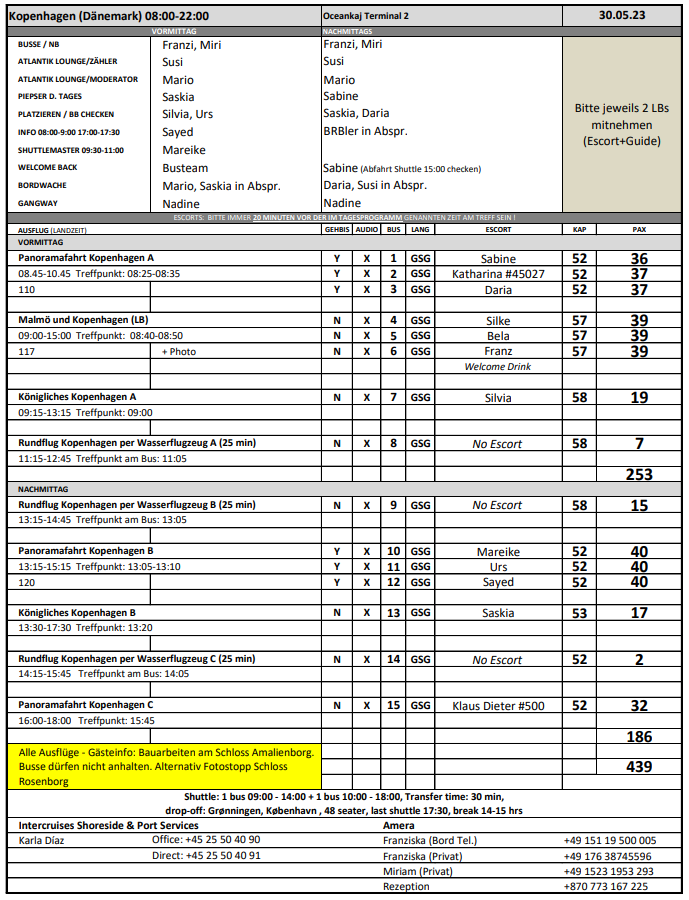 Kopenhagen (Dänemark) 08:00-22:00 Oceankaj Terminal 2 30.05.23
VORMITTAG NACHMITTAGS
BUSSE / NB Franzi, Miri Franzi, Miri
ATLANTIK LOUNGE/ZÄHLER Susi Susi
ATLANTIK LOUNGE/MODERATOR Mario Mario
PIEPSER D. TAGES Saskia Sabine
PLATZIEREN / BB CHECKEN Silvia, Urs Saskia, Daria
INFO 08:00-9:00 17:00-17:30 Sayed BRBler in Abspr.
SHUTTLEMASTER 09:30-11:00 Mareike
WELCOME BACK Busteam Sabine (Abfahrt Shuttle 15:00 checken)
BORDWACHE Mario, Saskia in Abspr. Daria, Susi in Abspr.
GANGWAY Nadine Nadine
Bitte jeweils 2 LBs
mitnehmen
(Escort+Guide)
ESCORTS: BITTE IMMER 20 MINUTEN VOR DER IM TAGESPROGRAMM GENANNTEN ZEIT AM TREFF SEIN !
AUSFLUG (LANDZEIT) GEHBIS AUDIO BUS LANG ESCORT KAP PAX
VORMITTAG
Panoramafahrt Kopenhagen A Y X 1 GSG Sabine 52 36
08.45-10.45 Treffpunkt: 08:25-08:35 Y X 2 GSG Katharina #45027 52 37
110 Y X 3 GSG Daria 52 37
Malmö und Kopenhagen (LB) N X 4 GSG Silke 57 39
09:00-15:00 Treffpunkt: 08:40-08:50 N X 5 GSG Bela 57 39
117 + Photo N X 6 GSG Franz 57 39
Welcome Drink
Königliches Kopenhagen A N X 7 GSG Silvia 58 19
09:15-13:15 Treffpunkt: 09:00
Rundflug Kopenhagen per Wasserflugzeug A (25 min) N X 8 GSG No Escort 58 7
11:15-12:45 Treffpunkt am Bus: 11:05
253
NACHMITTAG
Rundflug Kopenhagen per Wasserflugzeug B (25 min) N X 9 GSG No Escort 58 15
13:15-14:45 Treffpunkt am Bus: 13:05
Panoramafahrt Kopenhagen B Y X 10 GSG Mareike 52 40
13:15-15:15 Treffpunkt: 13:05-13:10 Y X 11 GSG Urs 52 40
120 Y X 12 GSG Sayed 52 40
Königliches Kopenhagen B N X 13 GSG Saskia 53 17
13:30-17:30 Treffpunkt: 13:20
Rundflug Kopenhagen per Wasserflugzeug C (25 min) N X 14 GSG No Escort 52 2
14:15-15:45 Treffpunkt am Bus: 14:05
Panoramafahrt Kopenhagen C N X 15 GSG Klaus Dieter #500 52 32
16:00-18:00 Treffpunkt: 15:45
186
Alle Ausflüge - Gästeinfo: Bauarbeiten am Schloss Amalienborg.
Busse dürfen nicht anhalten. Alternativ Fotostopp Schloss
Rosenborg
439
Shuttle: 1 bus 09:00 - 14:00 + 1 bus 10:00 - 18:00, Transfer time: 30 min,
drop-off: Grønningen, København , 48 seater, last shuttle 17:30, break 14-15 hrs
Intercruises Shoreside & Port Services Amera
Karla Díaz Office: +45 25 50 40 90 Franziska (Bord Tel.) +49 151 19 500 005
Direct: +45 25 50 40 91 Franziska (Privat) +49 176 38745596
Miriam (Privat) +49 1523 1953 293
Rezeption +870 773 167 225